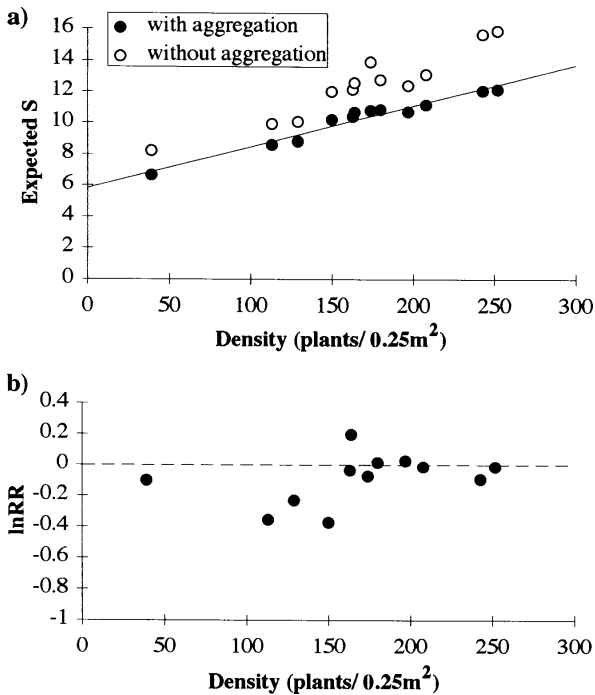 a)
16
14
12
10
8
6
4
2
0
Expected S
with aggregation
without aggregation
0 50 100 150 200 250 300
Density (plants/ 0.25m²)
b)
0.4
0.2
0
-0.2
-0.4
-0.6
-0.8
-1
lnRR
0 50 100 150 200 250 300
Density (plants/ 0.25m²)